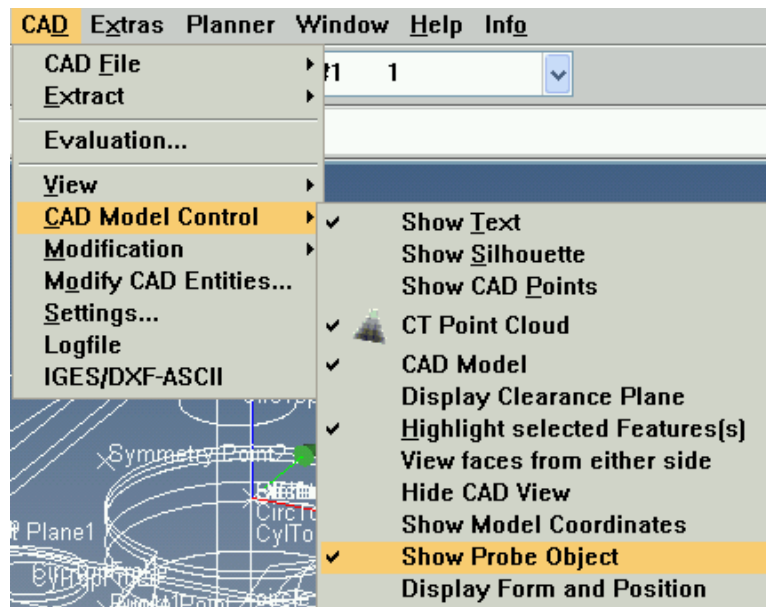 CAD Extras Planner Window Help Info
CAD File
#1 1
Extract
Evaluation...
View
CAD Model Control
Modification
Modify CAD Entities...
Settings...
Logfile
IGES/DXF-ASCII
Show Text
Show Silhouette
Show CAD Points
CT Point Cloud
CAD Model
Display Clearance Plane
Highlight selected Features(s)
View faces from either side
Hide CAD View
Show Model Coordinates
Show Probe Object
Display Form and Position
Symmetry Point2
Plane1